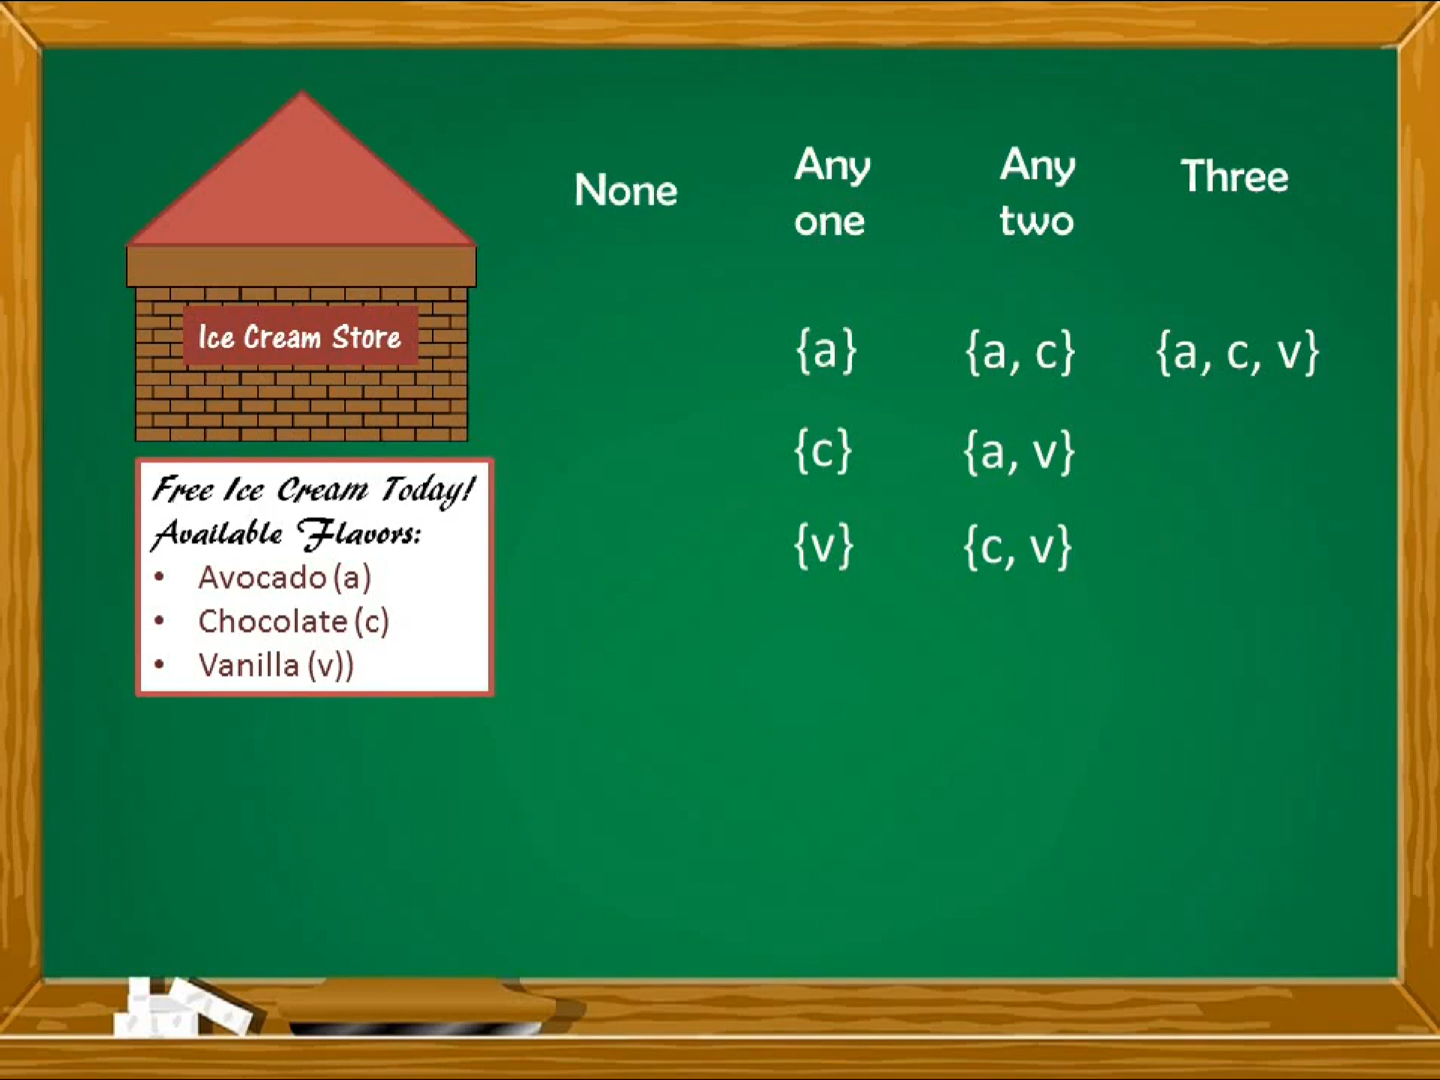 Ice Cream Store
Free Ice Cream Today!
Available Flavors:
• Avocado (a)
• Chocolate (c)
• Vanilla (v))
None
Any one
Any two
Three
{a} {a, c} {a, c, v}
{c} {a, v}
{v} {c, v}